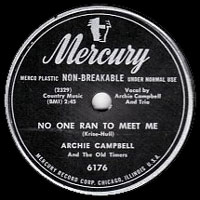 Mercury
MERCO PLASTIC NON-BREAKABLE UNDER NORMAL USE
(2329) Vocal by
Country Music Archie Campbell
(BMI) 2:45 And Trio
NO ONE RAN TO MEET ME
(Krise-Hull)
ARCHIE CAMPBELL
And The Old Timers
6176
MERCURY RECORD CORP., CHICAGO, ILLINOIS, U.S.A.